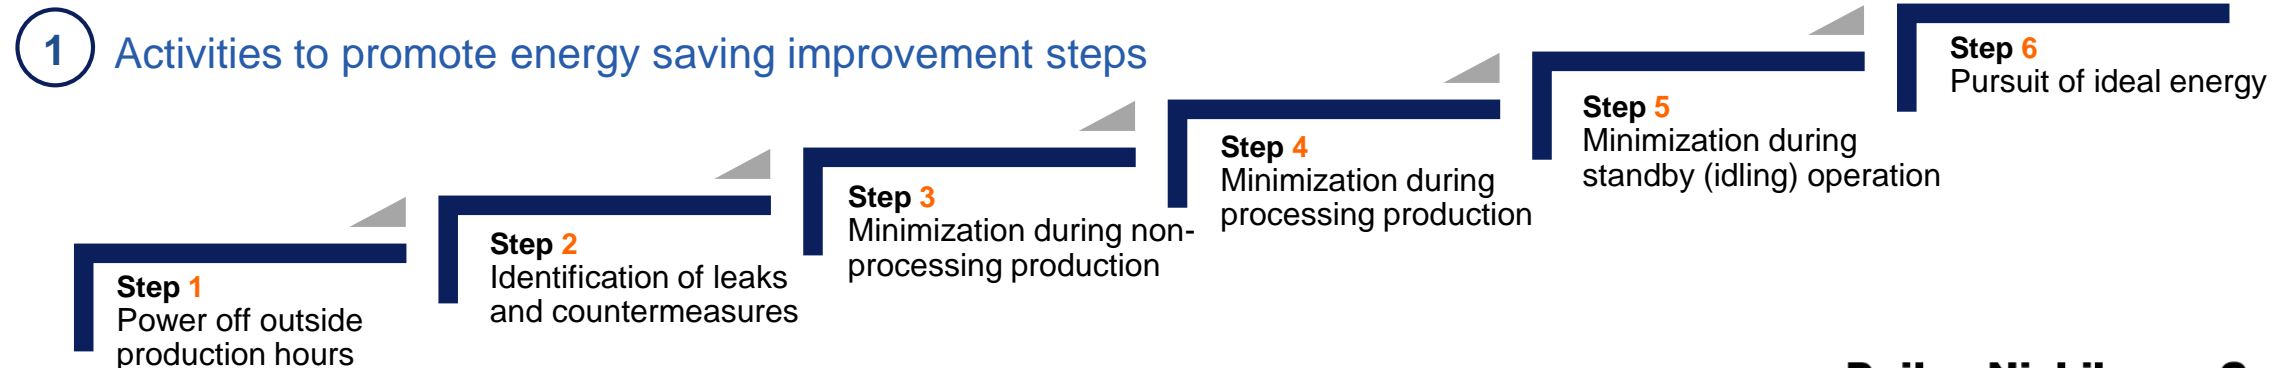 1
Activities to promote energy saving improvement steps
Step 1
Power off outside
production hours
Step 2
Identification of leaks
and countermeasures
Step 3
Minimization during non-
processing production
Step 4
Minimization during
processing production
Step 5
Minimization during
standby (idling) operation
Step 6
Pursuit of ideal energy